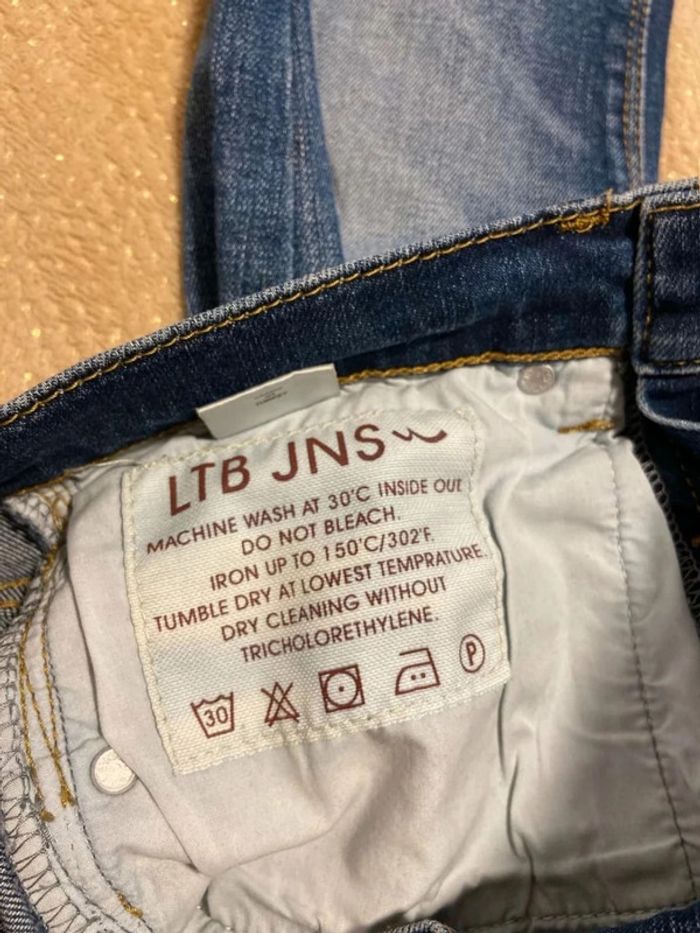 TURKEY
LTB JNS
MACHINE WASH AT 30'C INSIDE OUT
DO NOT BLEACH.
IRON UP TO 150'C/302'F.
TUMBLE DRY AT LOWEST TEMPRATURE.
DRY CLEANING WITHOUT
TRICHOLORETHYLENE.
30 P